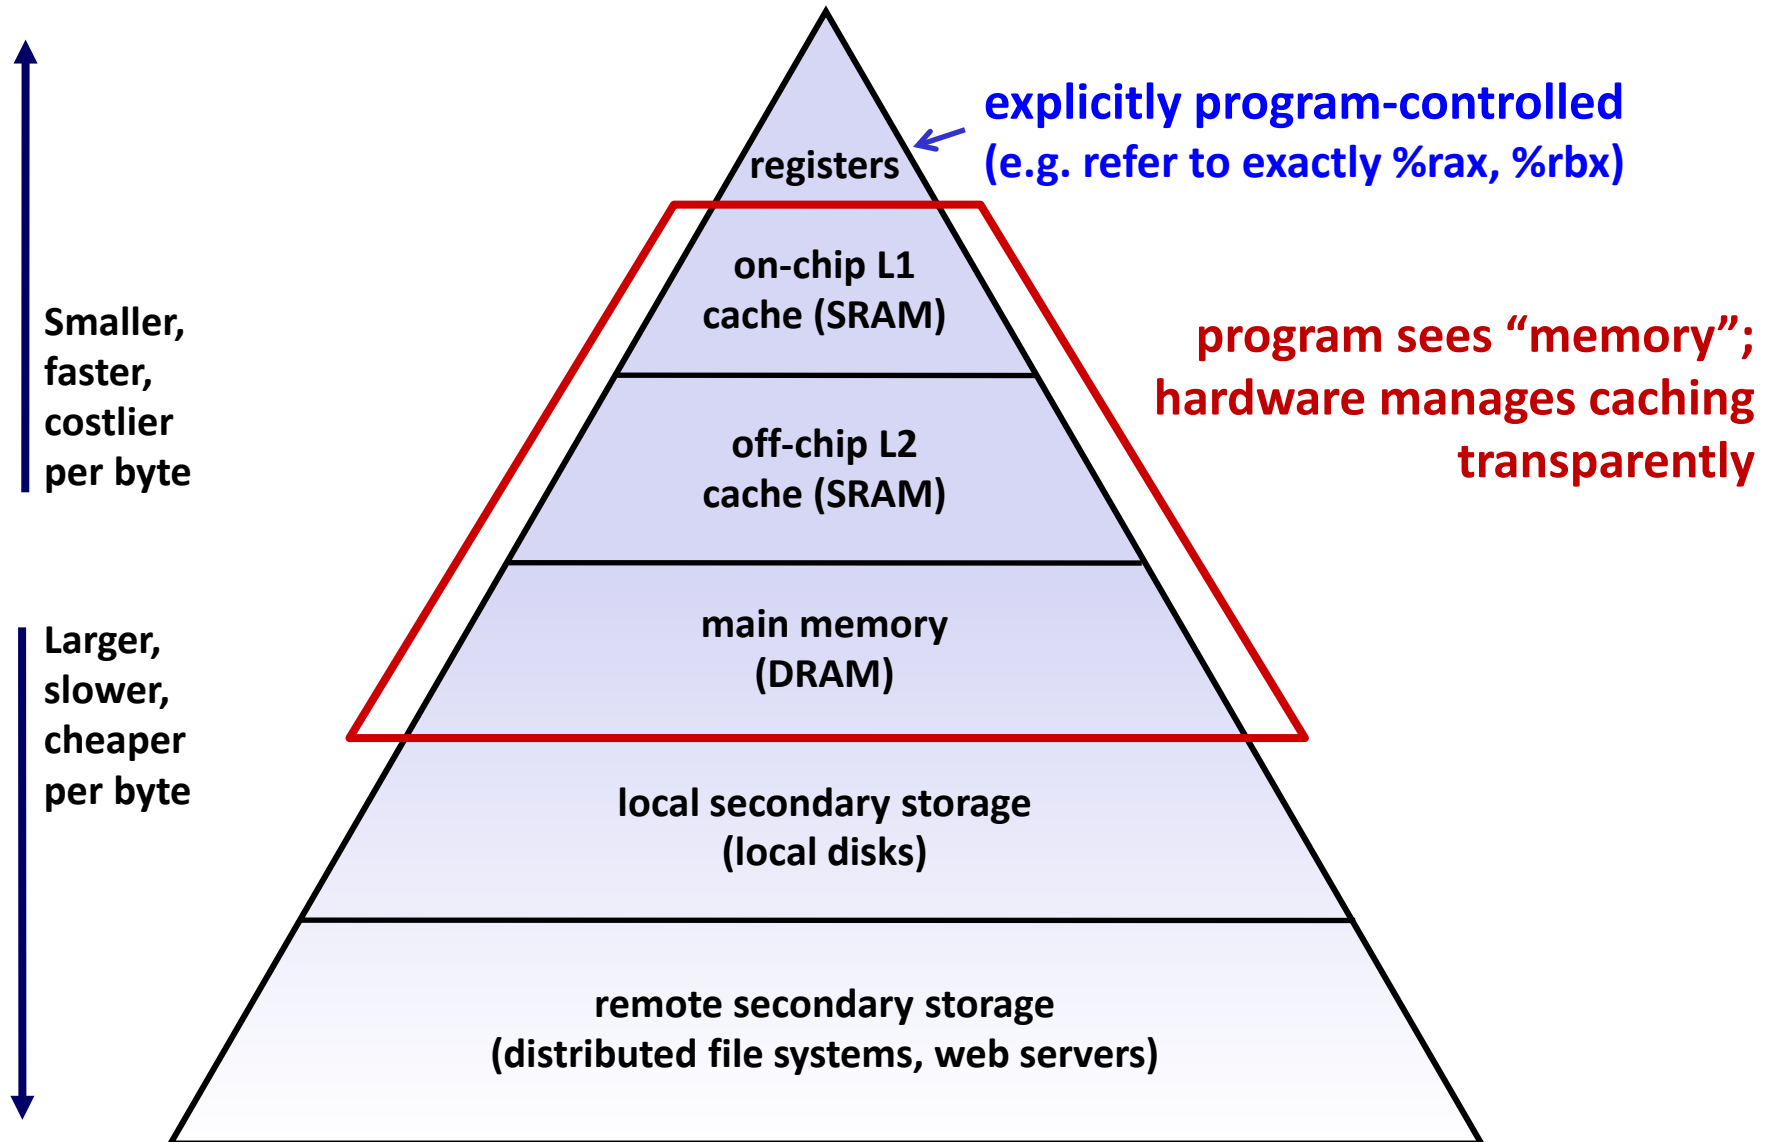 explicitly program-controlled
(e.g. refer to exactly %rax, %rbx)
registers
on-chip L1
cache (SRAM)
Smaller,
faster,
costlier
per byte
program sees “memory”;
hardware manages caching
transparently
off-chip L2
cache (SRAM)
main memory
(DRAM)
Larger,
slower,
cheaper
per byte
local secondary storage
(local disks)
remote secondary storage
(distributed file systems, web servers)